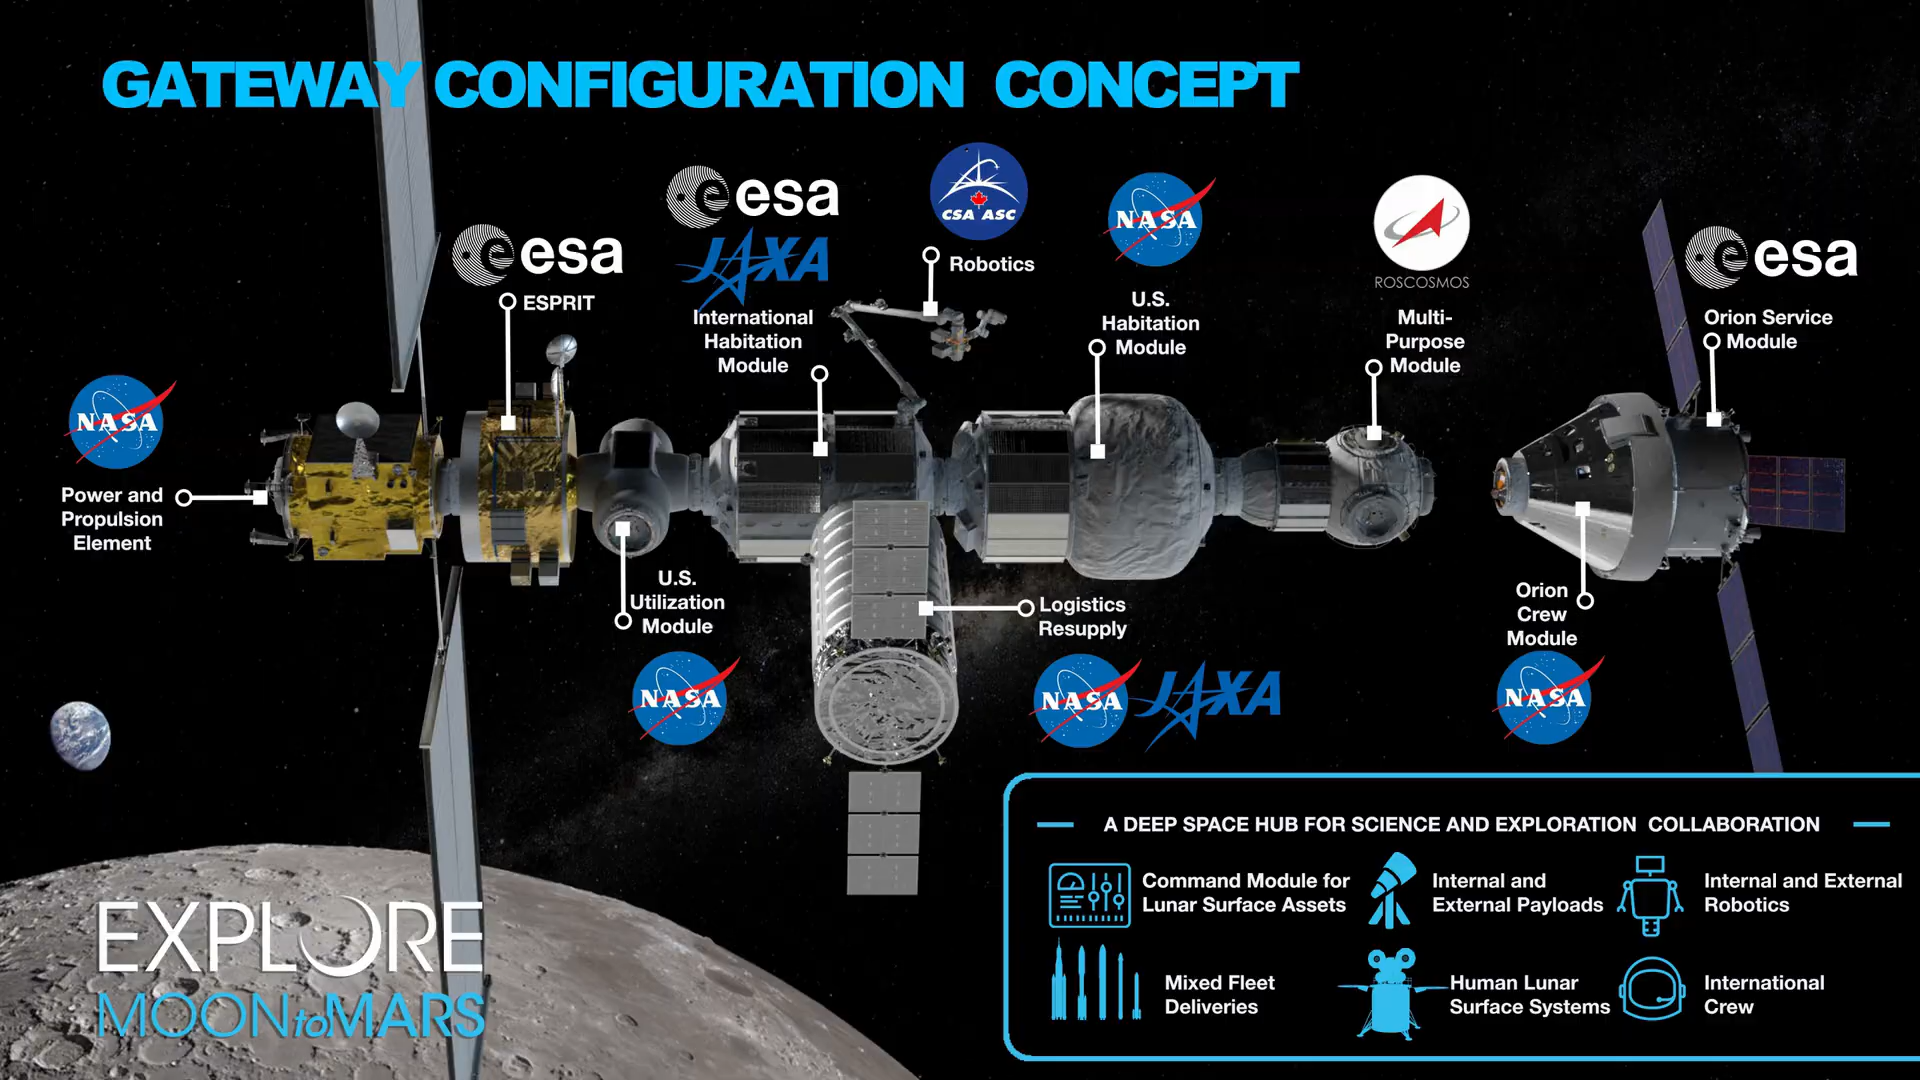 GATEWAY CONFIGURATION CONCEPT
esa
ESPRIT
esa
JAXA
International
Habitation
Module
CSA ASC
Robotics
NASA
U.S.
Habitation
Module
ROSCOSMOS
Multi-
Purpose
Module
esa
Orion Service
Module
NASA
Power and
Propulsion
Element
U.S.
Utilization
Module
NASA
Logistics
Resupply
NASA
JAXA
Orion
Crew
Module
NASA
A DEEP SPACE HUB FOR SCIENCE AND EXPLORATION COLLABORATION
Command Module for
Lunar Surface Assets
Internal and
External Payloads
Internal and External
Robotics
Mixed Fleet
Deliveries
Human Lunar
Surface Systems
International
Crew
EXPLORE
MOON to MARS